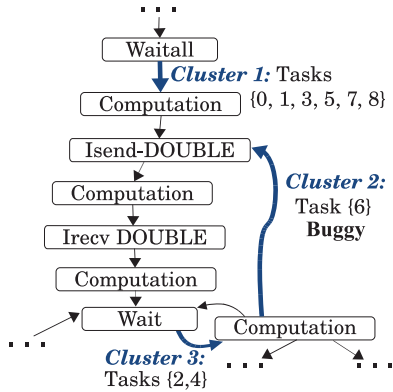 . . .
Waitall
Cluster 1: Tasks
{0, 1, 3, 5, 7, 8}
Computation
Isend-DOUBLE
Computation
Cluster 2:
Task {6}
Buggy
Irecv DOUBLE
Computation
Wait
Computation
. . .
Cluster 3:
Tasks {2,4}
. . .
. . .